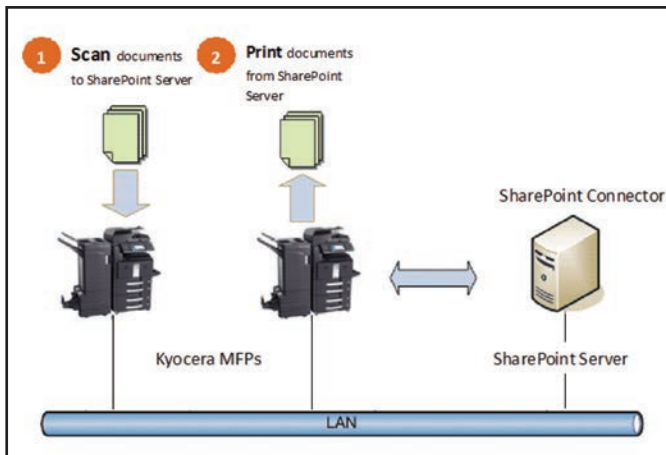 1 Scan documents
to SharePoint Server
2 Print documents
from SharePoint
Server
SharePoint Connector
Kyocera MFPs
SharePoint Server
LAN